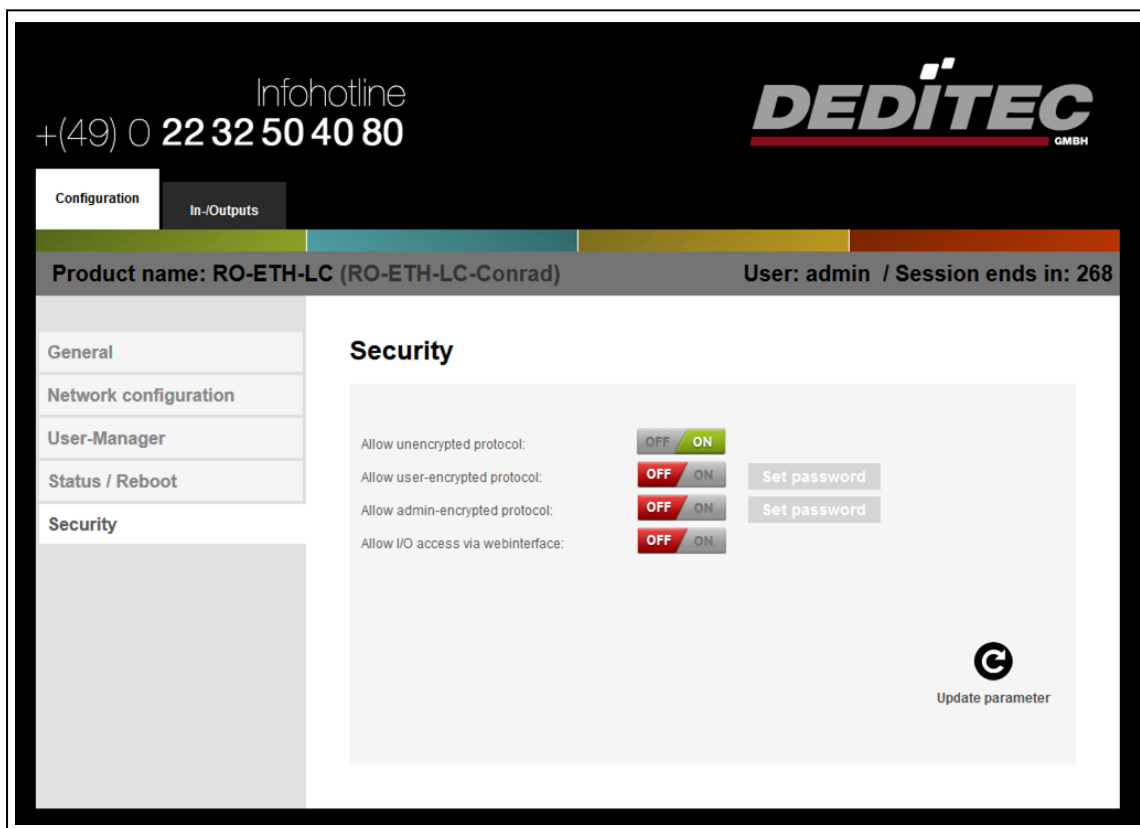 Infohotline
+(49) 0 22 32 50 40 80
DEDITEC
GMBH
Configuration
In-/Outputs
Product name: RO-ETH-LC (RO-ETH-LC-Conrad) User: admin / Session ends in: 268
General
Network configuration
User-Manager
Status / Reboot
Security
Security
Allow unencrypted protocol: OFF ON
Allow user-encrypted protocol: OFF ON Set password
Allow admin-encrypted protocol: OFF ON Set password
Allow I/O access via webinterface: OFF ON
Update parameter